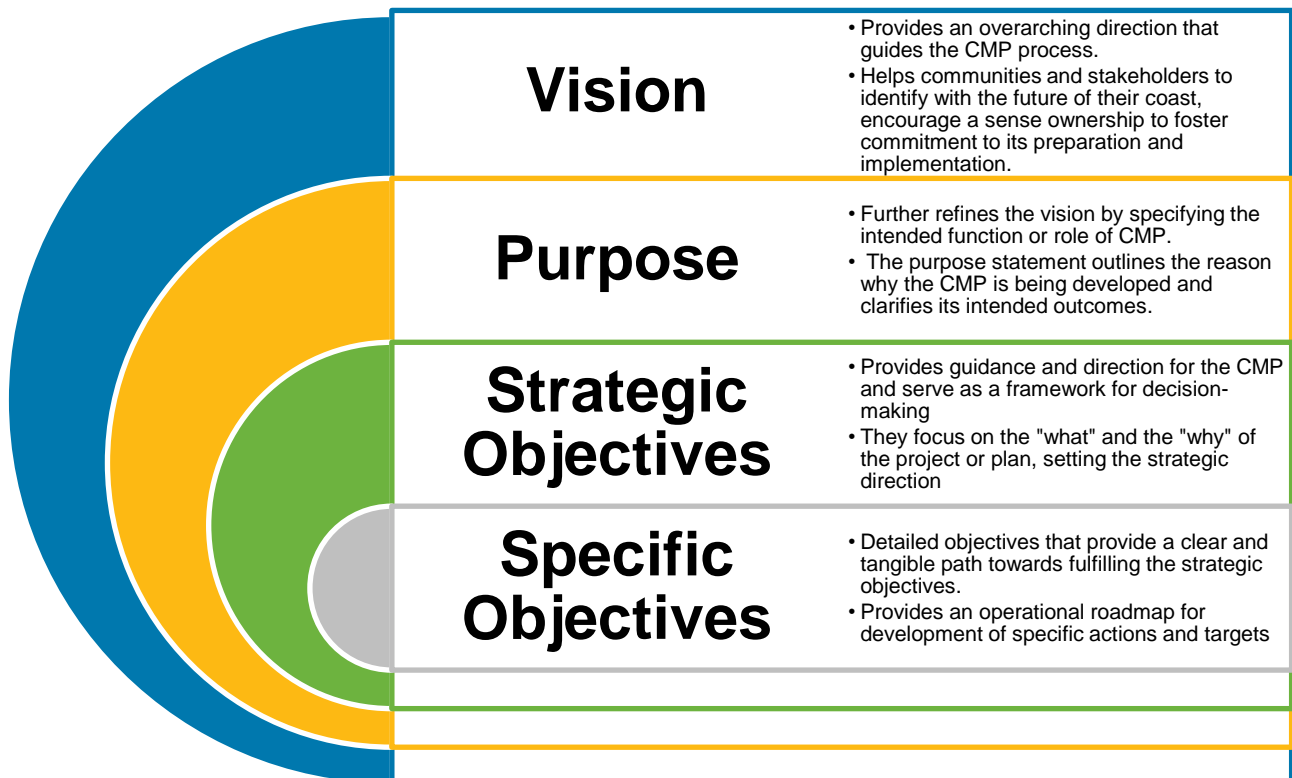 Vision
• Provides an overarching direction that
guides the CMP process.
• Helps communities and stakeholders to
identify with the future of their coast,
encourage a sense ownership to foster
commitment to its preparation and
implementation.
Purpose
• Further refines the vision by specifying the
intended function or role of CMP.
• The purpose statement outlines the reason
why the CMP is being developed and
clarifies its intended outcomes.
Strategic
Objectives
• Provides guidance and direction for the CMP
and serve as a framework for decision-
making
• They focus on the "what" and the "why" of
the project or plan, setting the strategic
direction
Specific
Objectives
• Detailed objectives that provide a clear and
tangible path towards fulfilling the strategic
objectives.
• Provides an operational roadmap for
development of specific actions and targets